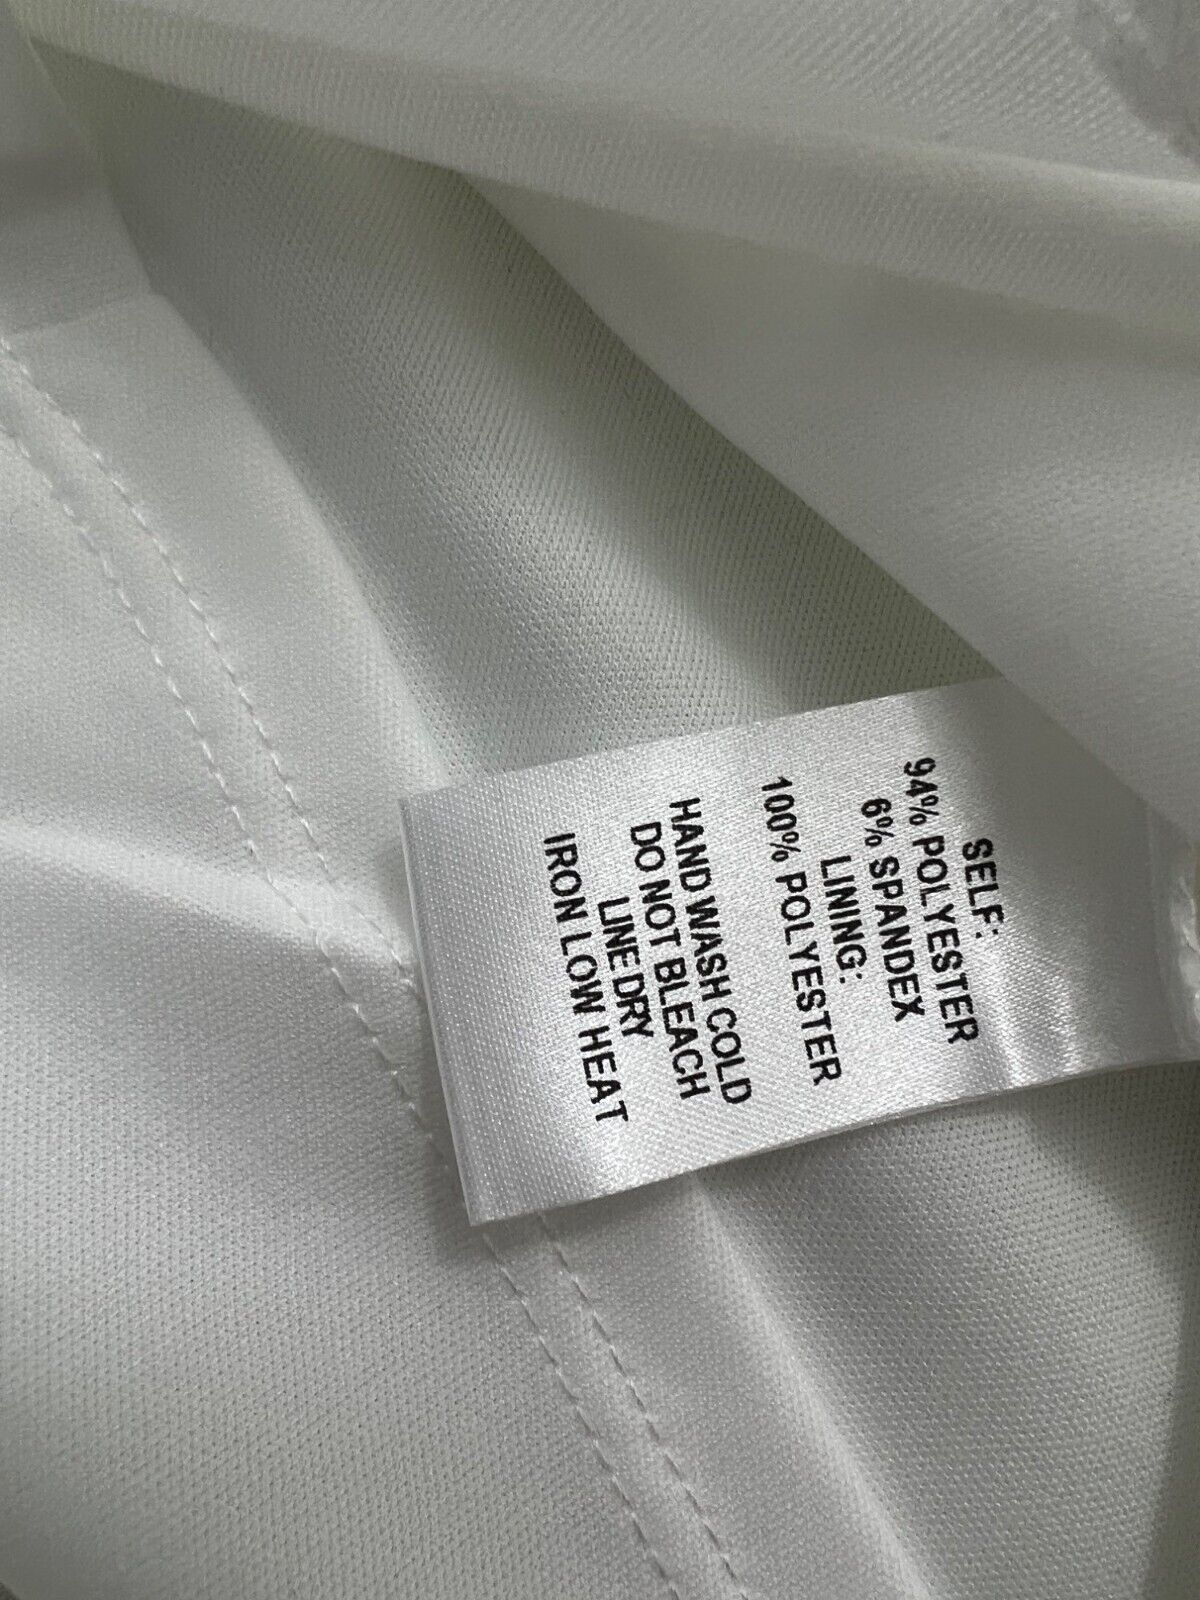 SELF:
94% POLYESTER
6% SPANDEX
LINING:
100% POLYESTER
HAND WASH COLD
DO NOT BLEACH
LINE DRY
IRON LOW HEAT